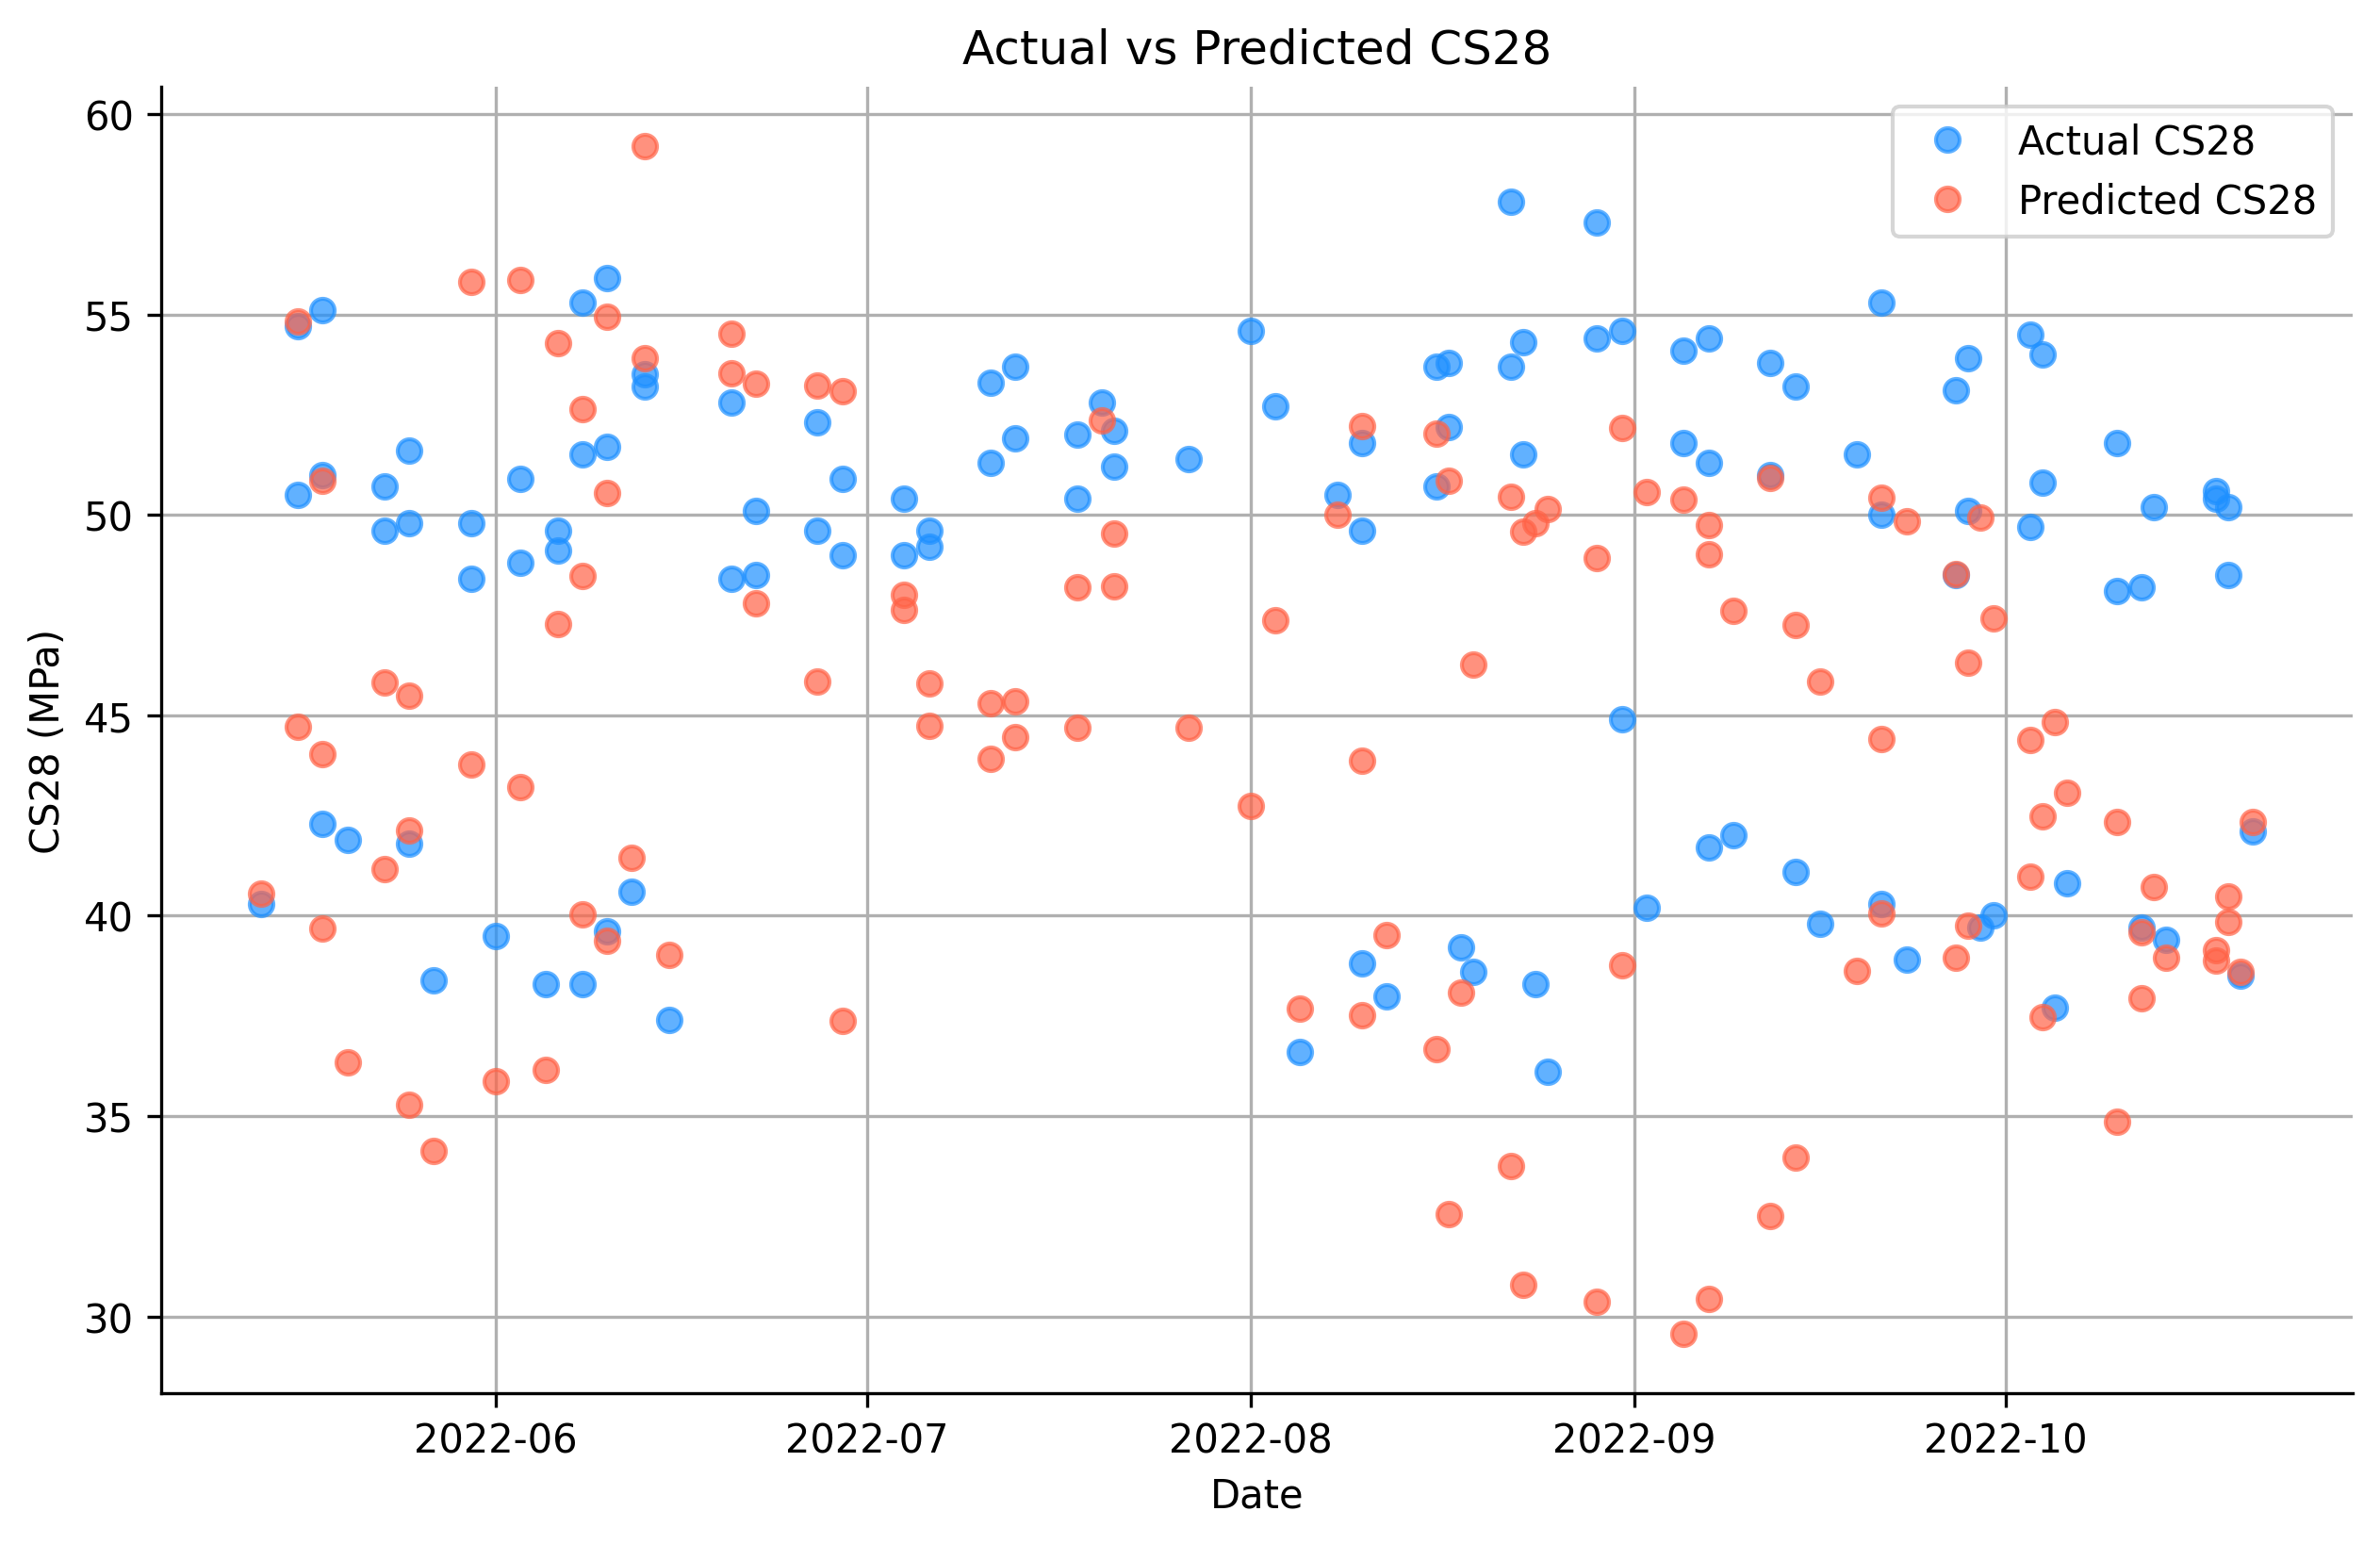 Actual vs Predicted CS28
Actual CS28
Predicted CS28
60
55
50
45
40
35
30
CS28 (MPa)
2022-06
2022-07
2022-08
2022-09
2022-10
Date